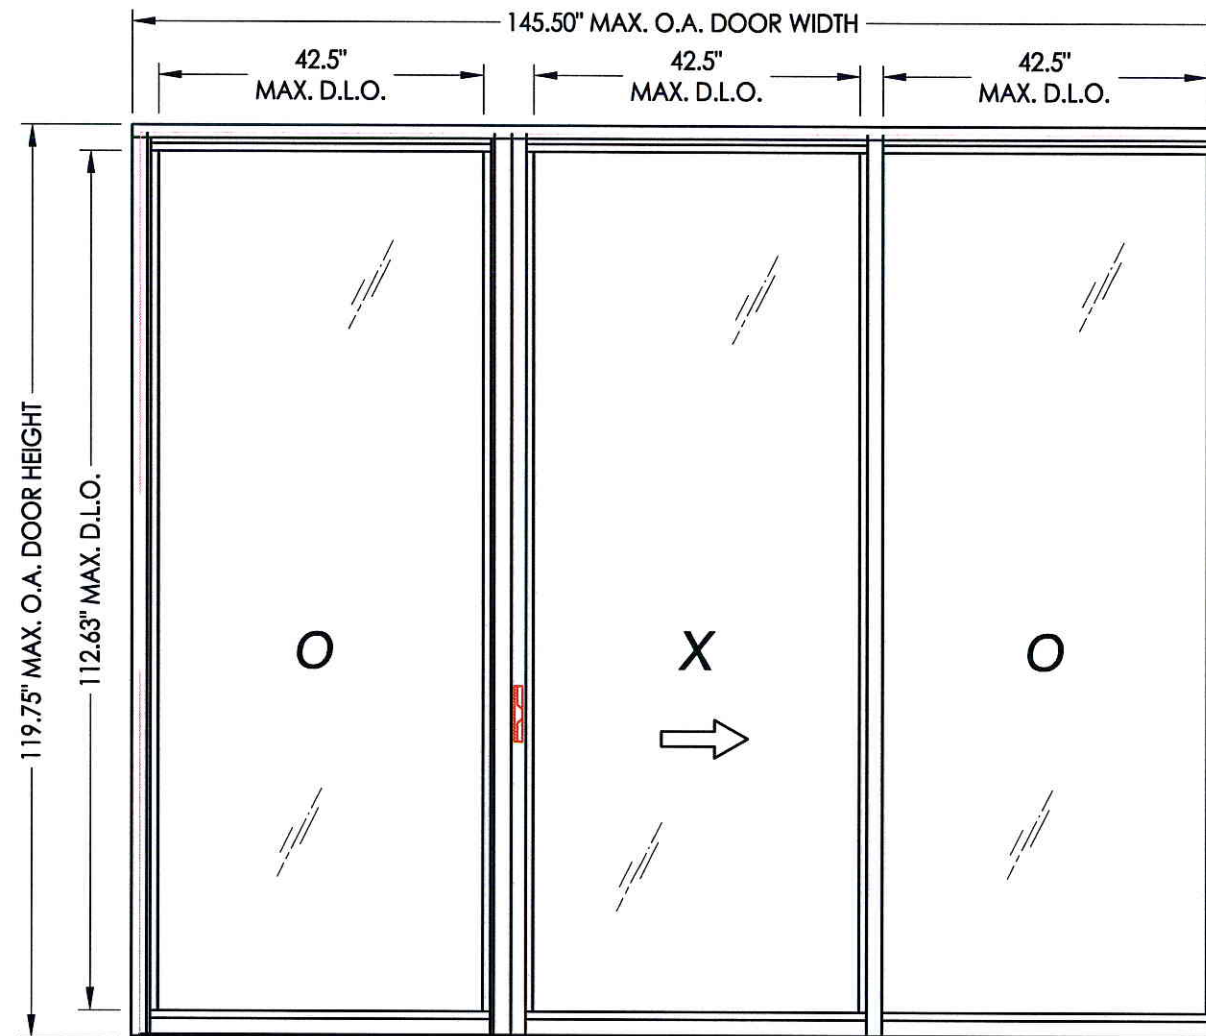 145.50" MAX. O.A. DOOR WIDTH
42.5"
MAX. D.L.O.
42.5"
MAX. D.L.O.
42.5"
MAX. D.L.O.
119.75" MAX. O.A. DOOR HEIGHT
112.63" MAX. D.L.O.
O
X
O